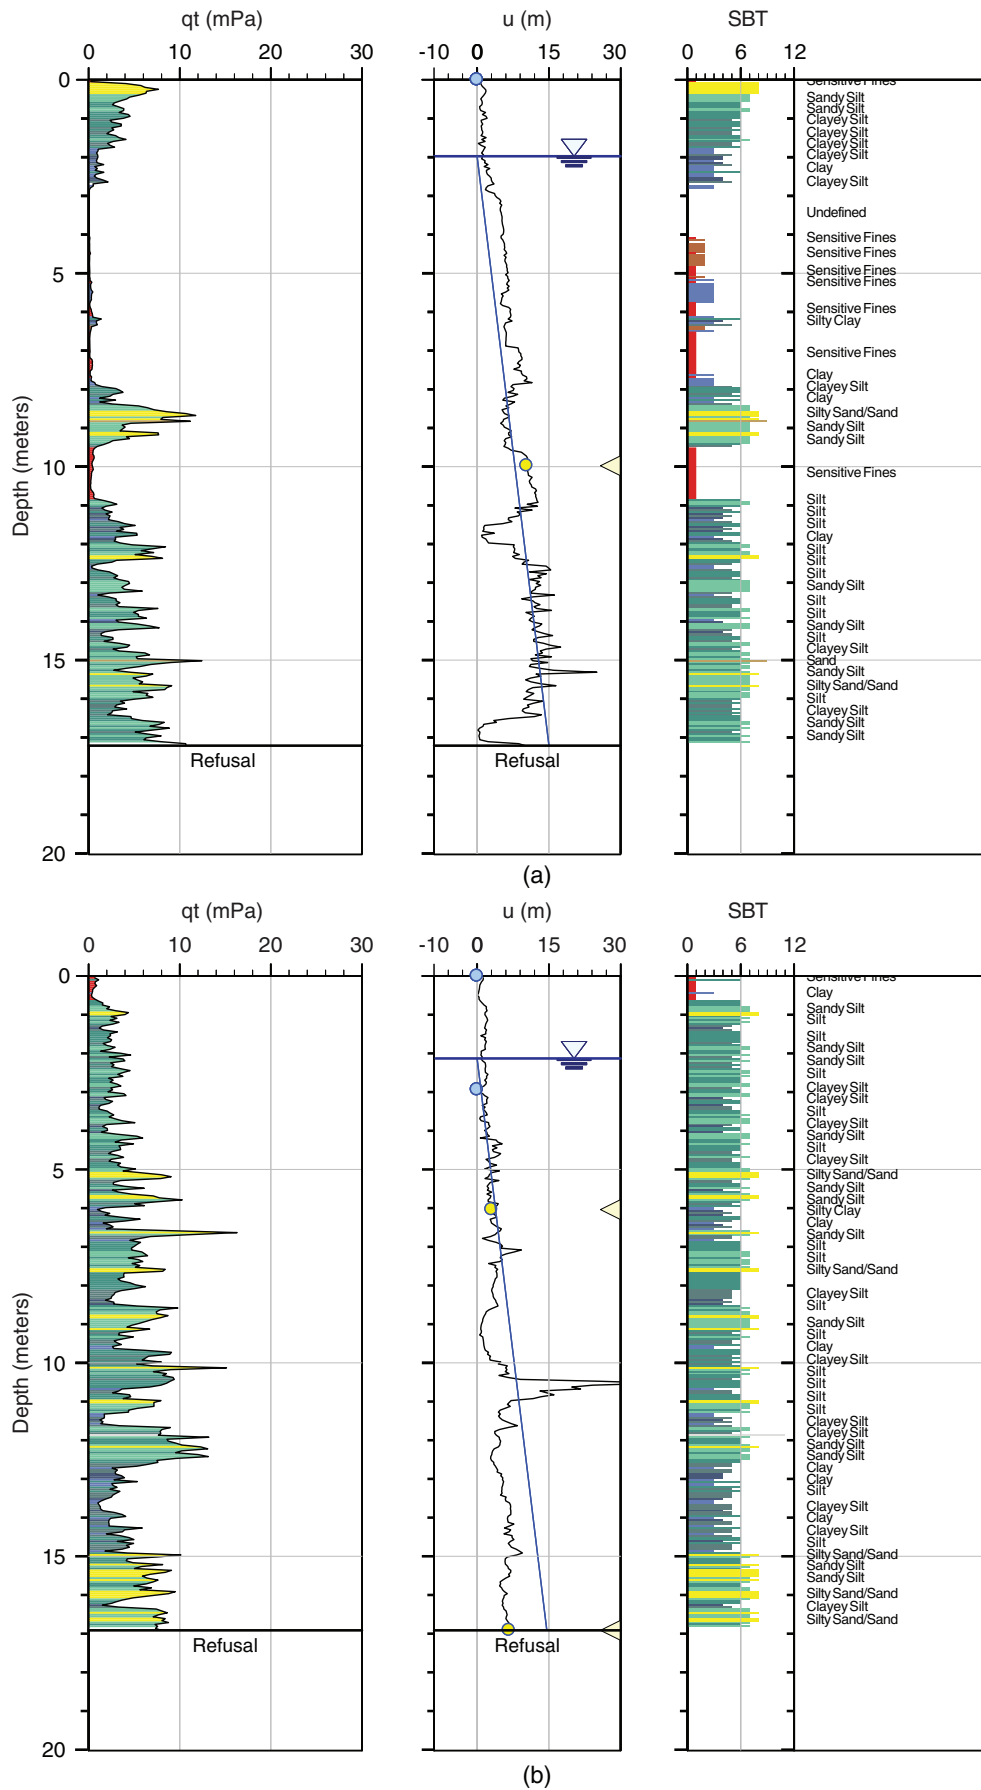 qt (mPa) u (m) SBT
0 10 20 30 -10 0 15 30 0 6 12
0
5
10
15
20
Depth (meters)
Sensitive Fines
Sandy Silt
Sandy Silt
Clayey Silt
Clayey Silt
Clayey Silt
Clayey Silt
Clay
Clayey Silt
Undefined
Sensitive Fines
Sensitive Fines
Sensitive Fines
Sensitive Fines
Sensitive Fines
Silty Clay
Sensitive Fines
Clay
Clayey Silt
Clay
Silty Sand/Sand
Sandy Silt
Sandy Silt
Sensitive Fines
Silt
Silt
Silt
Clay
Silt
Silt
Silt
Sandy Silt
Silt
Silt
Sandy Silt
Silt
Clayey Silt
Sand
Sandy Silt
Silty Sand/Sand
Silt
Clayey Silt
Sandy Silt
Sandy Silt
Refusal Refusal
(a)
qt (mPa) u (m) SBT
0 10 20 30 -10 0 15 30 0 6 12
0
5
10
15
20
Depth (meters)
Sensitive Fines
Clay
Sandy Silt
Silt
Silt
Sandy Silt
Sandy Silt
Silt
Clayey Silt
Clayey Silt
Silt
Clayey Silt
Sandy Silt
Silt
Clayey Silt
Silty Sand/Sand
Sandy Silt
Sandy Silt
Silty Clay
Clay
Sandy Silt
Silt
Silt
Silty Sand/Sand
Clayey Silt
Silt
Sandy Silt
Silt
Clay
Clayey Silt
Silt
Silt
Silt
Silt
Clayey Silt
Clayey Silt
Sandy Silt
Sandy Silt
Clay
Clay
Silt
Clayey Silt
Clay
Clayey Silt
Silt
Silty Sand/Sand
Sandy Silt
Sandy Silt
Silty Sand/Sand
Clayey Silt
Silty Sand/Sand
Refusal Refusal
(b)